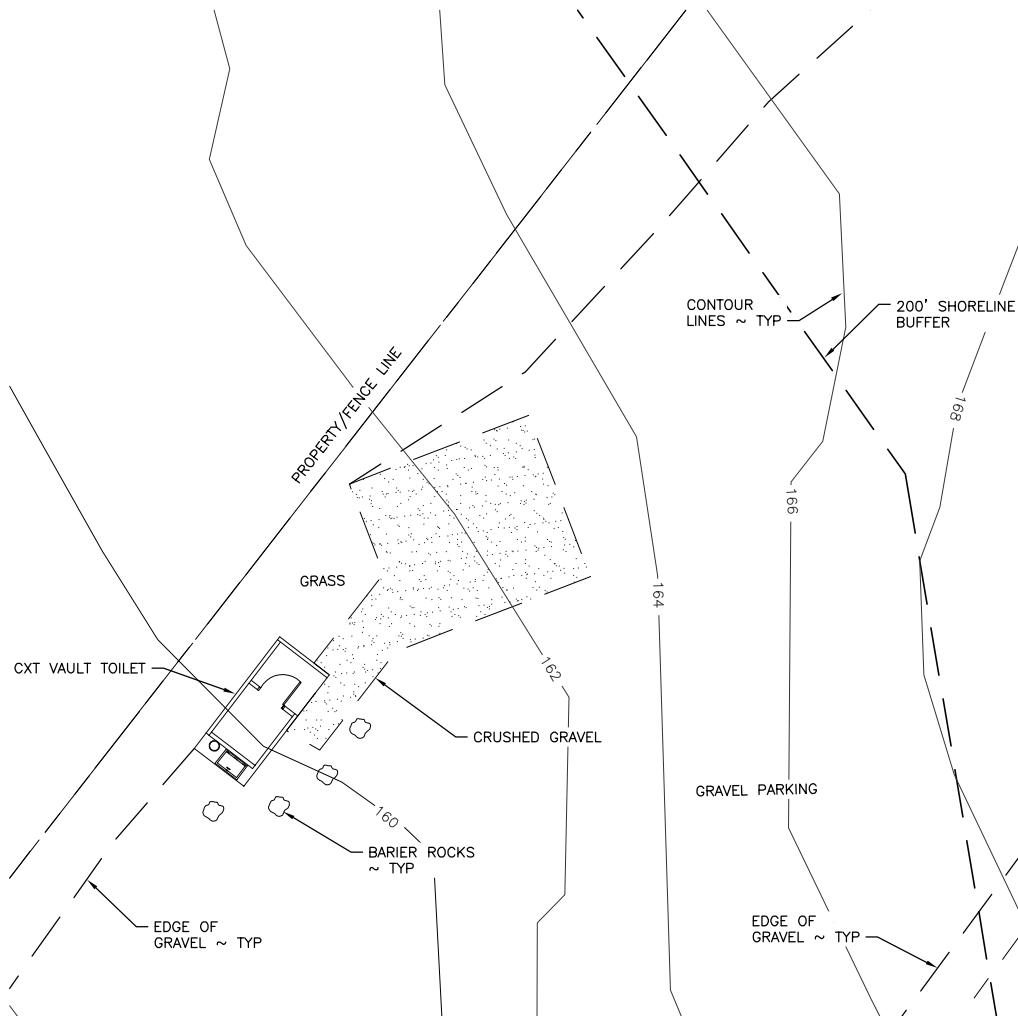 CONTOUR
LINES ~ TYP
200' SHORELINE
BUFFER
PROPERTY/FENCE LINE
168
166
GRASS
164
CXT VAULT TOILET
162
CRUSHED GRAVEL
GRAVEL PARKING
160
BARIER ROCKS
~ TYP
EDGE OF
GRAVEL ~ TYP
EDGE OF
GRAVEL ~ TYP